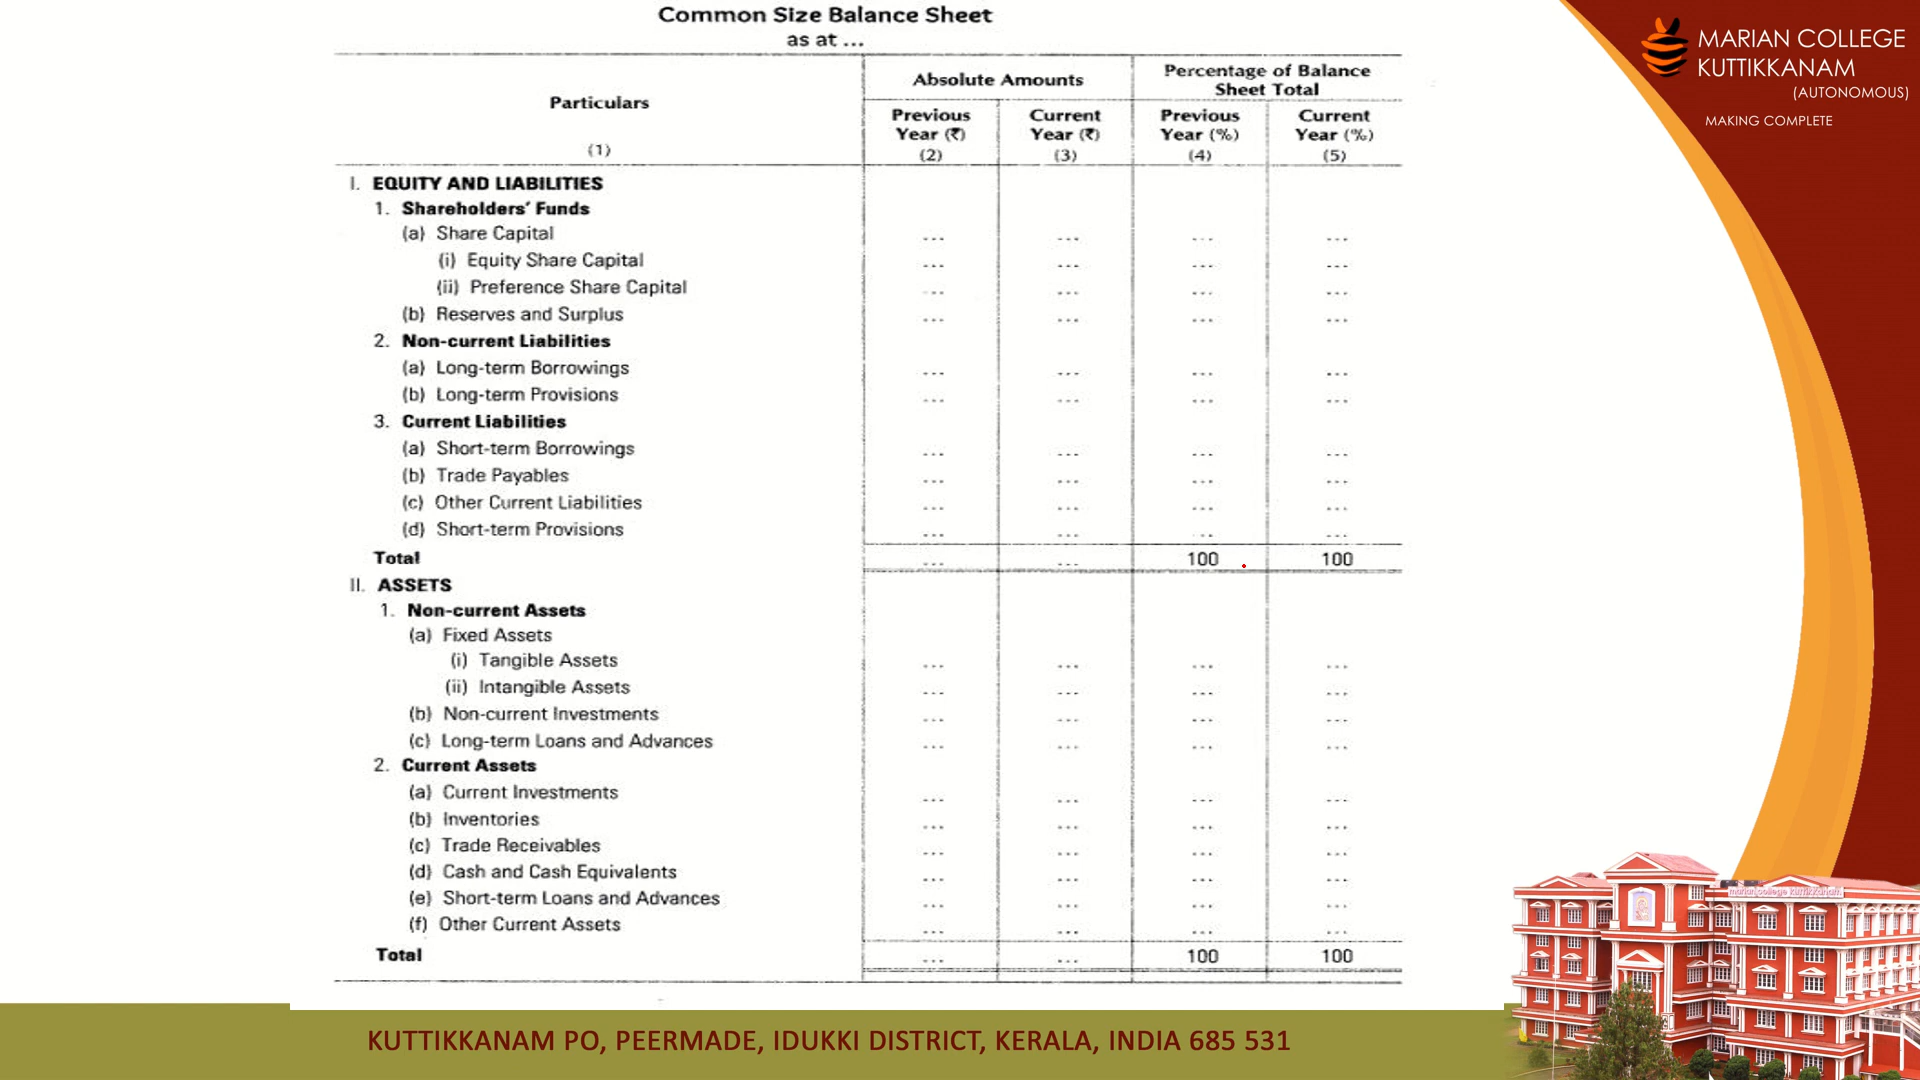 Common Size Balance Sheet
as at ...
Particulars
(1)
Absolute Amounts
Percentage of Balance
Sheet Total
Previous
Year (₹)
(2)
Current
Year (₹)
(3)
Previous
Year (%)
(4)
Current
Year (%)
(5)
I. EQUITY AND LIABILITIES
1. Shareholders' Funds
(a) Share Capital ... ... ... ...
(i) Equity Share Capital ... ... ... ...
(ii) Preference Share Capital ... ... ... ...
(b) Reserves and Surplus ... ... ... ...
2. Non-current Liabilities
(a) Long-term Borrowings ... ... ... ...
(b) Long-term Provisions ... ... ... ...
3. Current Liabilities
(a) Short-term Borrowings ... ... ... ...
(b) Trade Payables ... ... ... ...
(c) Other Current Liabilities ... ... ... ...
(d) Short-term Provisions ... ... ... ...
Total ... ... 100 100
II. ASSETS
1. Non-current Assets
(a) Fixed Assets
(i) Tangible Assets ... ... ... ...
(ii) Intangible Assets ... ... ... ...
(b) Non-current Investments ... ... ... ...
(c) Long-term Loans and Advances ... ... ... ...
2. Current Assets
(a) Current Investments ... ... ... ...
(b) Inventories ... ... ... ...
(c) Trade Receivables ... ... ... ...
(d) Cash and Cash Equivalents ... ... ... ...
(e) Short-term Loans and Advances ... ... ... ...
(f) Other Current Assets ... ... ... ...
Total ... ... 100 100
MARIAN COLLEGE
KUTTIKKANAM
(AUTONOMOUS)
MAKING COMPLETE
marian college kuttikkanam
KUTTIKKANAM PO, PEERMADE, IDUKKI DISTRICT, KERALA, INDIA 685 531